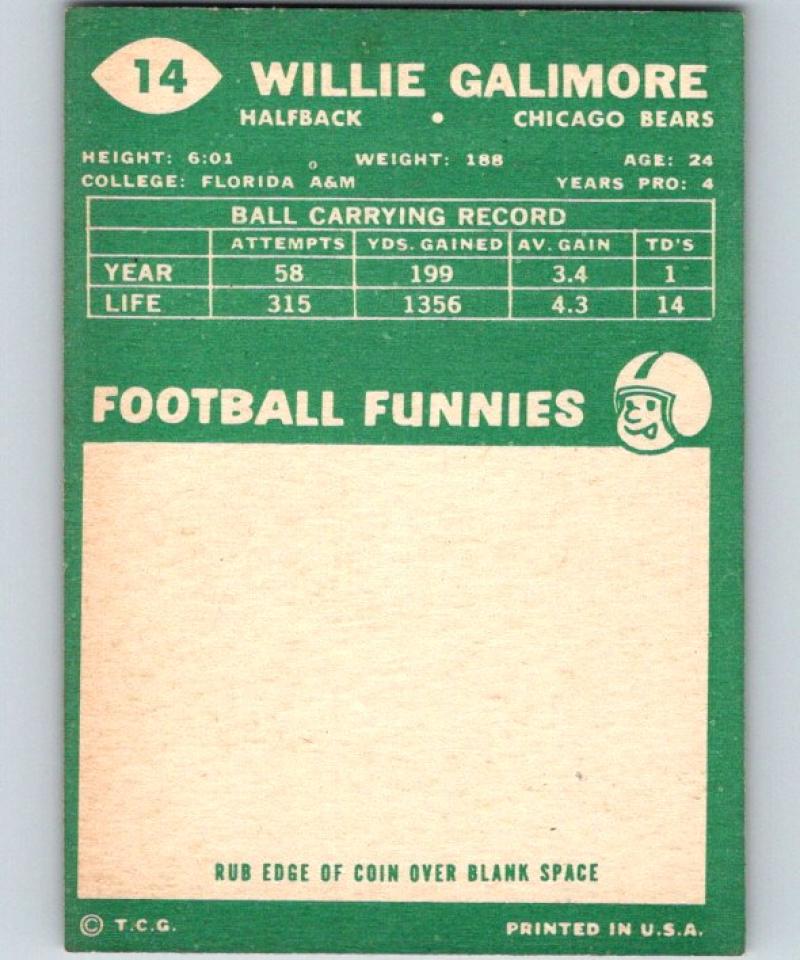 14 WILLIE GALIMORE
HALFBACK • CHICAGO BEARS
HEIGHT: 6:01 WEIGHT: 188 AGE: 24
COLLEGE: FLORIDA A&M YEARS PRO: 4
BALL CARRYING RECORD
ATTEMPTS YDS. GAINED AV. GAIN TD'S
YEAR 58 199 3.4 1
LIFE 315 1356 4.3 14
FOOTBALL FUNNIES
RUB EDGE OF COIN OVER BLANK SPACE
© T.C.G. PRINTED IN U.S.A.